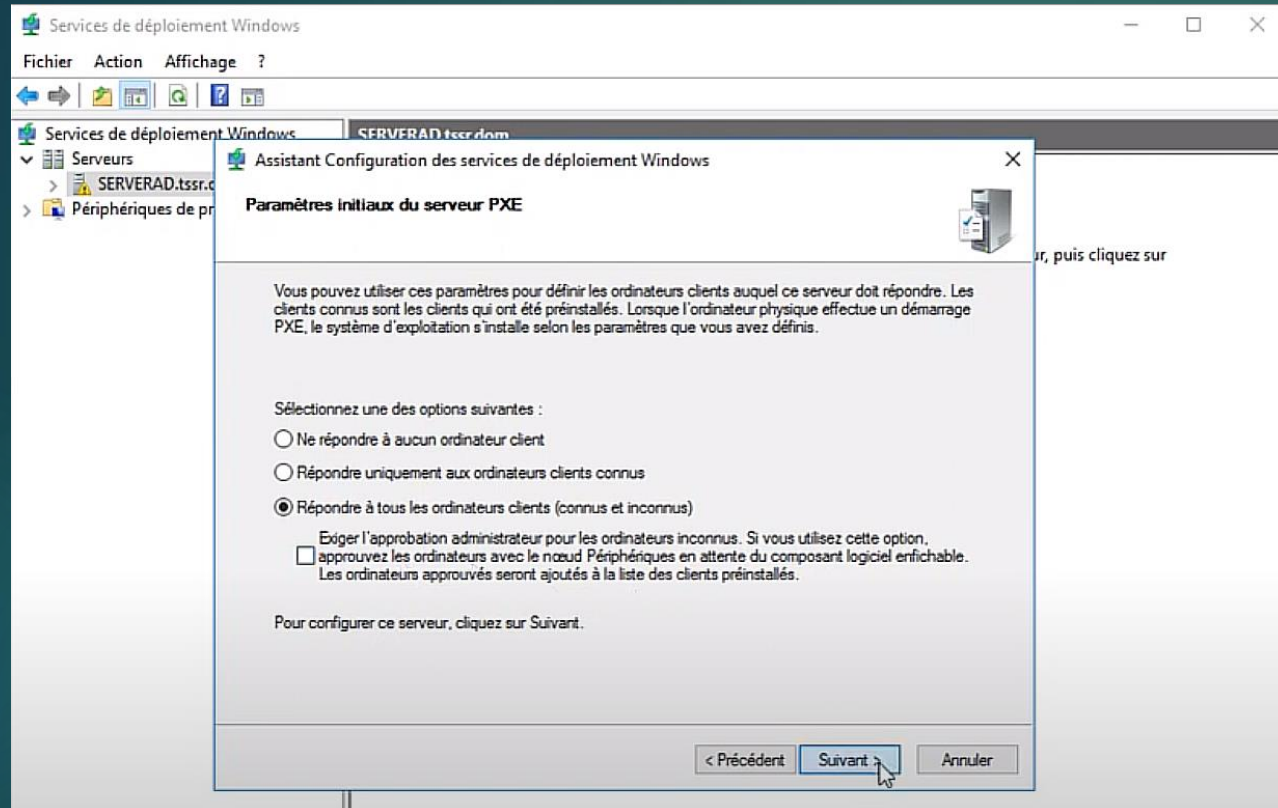 Services de déploiement Windows
Fichier Action Affichage ?
Services de déploiement Windows
Serveurs
SERVERAD.tssr.
Périphériques de pr
SERVERAD.tssr.dom
ur, puis cliquez sur
Assistant Configuration des services de déploiement Windows
Paramètres initiaux du serveur PXE
Vous pouvez utiliser ces paramètres pour définir les ordinateurs clients auquel ce serveur doit répondre. Les
clients connus sont les clients qui ont été préinstallés. Lorsque l'ordinateur physique effectue un démarrage
PXE, le système d'exploitation s'installe selon les paramètres que vous avez définis.
Sélectionnez une des options suivantes :
Ne répondre à aucun ordinateur client
Répondre uniquement aux ordinateurs clients connus
Répondre à tous les ordinateurs clients (connus et inconnus)
Exiger l'approbation administrateur pour les ordinateurs inconnus. Si vous utilisez cette option,
approuvez les ordinateurs avec le nœud Périphériques en attente du composant logiciel enfichable.
Les ordinateurs approuvés seront ajoutés à la liste des clients préinstallés.
Pour configurer ce serveur, cliquez sur Suivant.
< Précédent Suivant > Annuler